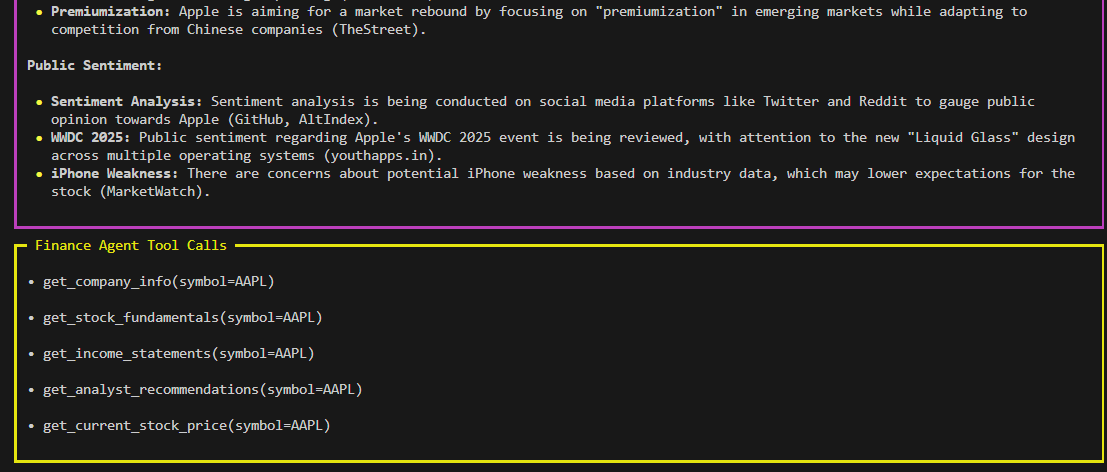 • Premiumization: Apple is aiming for a market rebound by focusing on "premiumization" in emerging markets while adapting to
competition from Chinese companies (TheStreet).
Public Sentiment:
• Sentiment Analysis: Sentiment analysis is being conducted on social media platforms like Twitter and Reddit to gauge public
opinion towards Apple (GitHub, AltIndex).
• WWDC 2025: Public sentiment regarding Apple's WWDC 2025 event is being reviewed, with attention to the new "Liquid Glass" design
across multiple operating systems (youthapps.in).
• iPhone Weakness: There are concerns about potential iPhone weakness based on industry data, which may lower expectations for the
stock (MarketWatch).
Finance Agent Tool Calls
• get_company_info(symbol=AAPL)
• get_stock_fundamentals(symbol=AAPL)
• get_income_statements(symbol=AAPL)
• get_analyst_recommendations(symbol=AAPL)
• get_current_stock_price(symbol=AAPL)